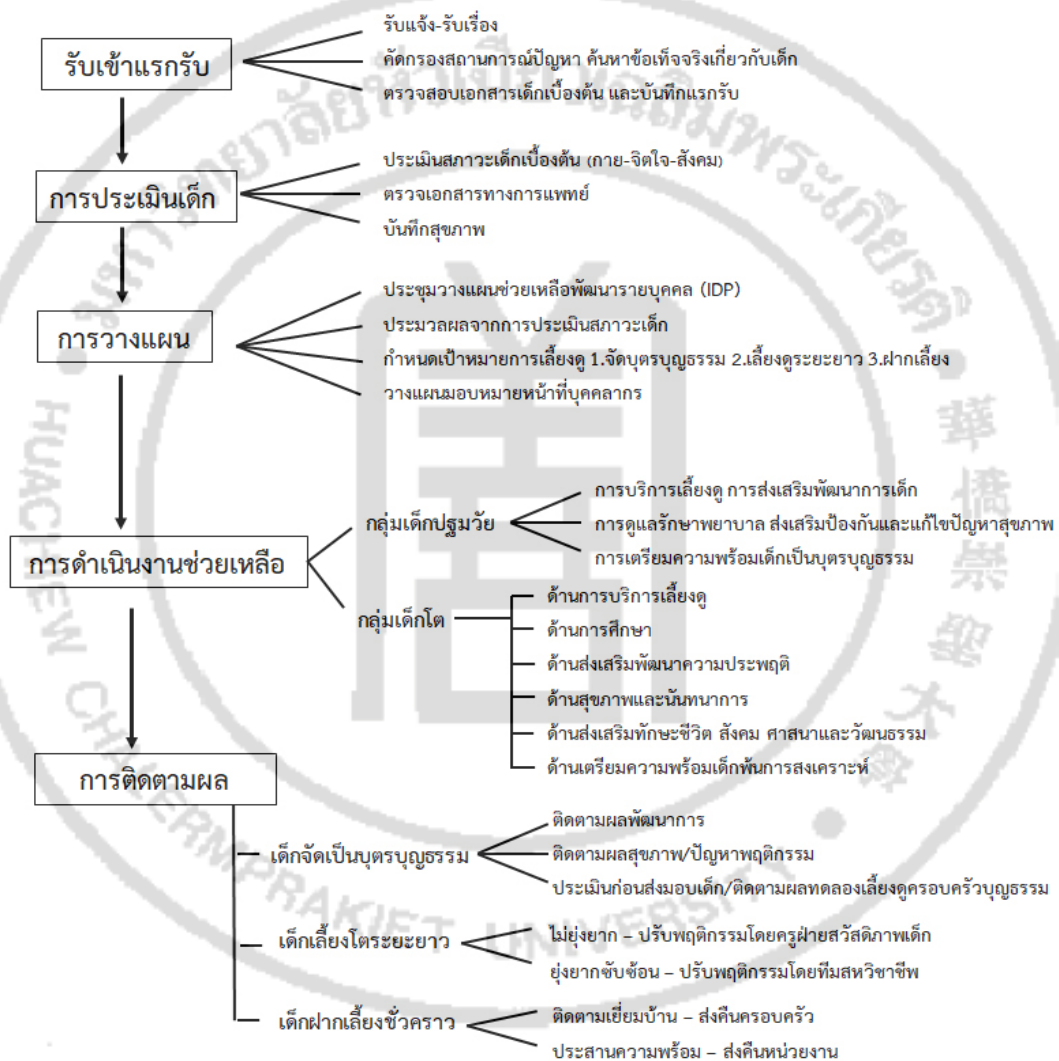 รับเข้าแรกรับ
รับแจ้ง-รับเรื่อง
คัดกรองสถานการณ์ปัญหา ค้นหาข้อเท็จจริงเกี่ยวกับเด็ก
ตรวจสอบเอกสารเด็กเบื้องต้น และบันทึกแรกรับ
การประเมินเด็ก
ประเมินสภาวะเด็กเบื้องต้น (กาย-จิตใจ-สังคม)
ตรวจเอกสารทางการแพทย์
บันทึกสุขภาพ
การวางแผน
ประชุมวางแผนช่วยเหลือพัฒนารายบุคคล (IDP)
ประมวลผลจากการประเมินสภาวะเด็ก
กำหนดเป้าหมายการเลี้ยงดู 1.จัดบุตรบุญธรรม 2.เลี้ยงดูระยะยาว 3.ฝากเลี้ยง
วางแผนมอบหมายหน้าที่บุคคลากร
การดำเนินงานช่วยเหลือ
กลุ่มเด็กปฐมวัย
การบริการเลี้ยงดู การส่งเสริมพัฒนาการเด็ก
การดูแลรักษาพยาบาล ส่งเสริมป้องกันและแก้ไขปัญหาสุขภาพ
การเตรียมความพร้อมเด็กเป็นบุตรบุญธรรม
กลุ่มเด็กโต
ด้านการบริการเลี้ยงดู
ด้านการศึกษา
ด้านส่งเสริมพัฒนาความประพฤติ
ด้านสุขภาพและนันทนาการ
ด้านส่งเสริมทักษะชีวิต สังคม ศาสนาและวัฒนธรรม
ด้านเตรียมความพร้อมเด็กพ้นการสงเคราะห์
การติดตามผล
เด็กจัดเป็นบุตรบุญธรรม
ติดตามผลพัฒนาการ
ติดตามผลสุขภาพ/ปัญหาพฤติกรรม
ประเมินก่อนส่งมอบเด็ก/ติดตามผลทดลองเลี้ยงดูครอบครัวบุญธรรม
เด็กเลี้ยงโตระยะยาว
ไม่ยุ่งยาก – ปรับพฤติกรรมโดยครูฝ่ายสวัสดิภาพเด็ก
ยุ่งยากซับซ้อน – ปรับพฤติกรรมโดยทีมสหวิชาชีพ
เด็กฝากเลี้ยงชั่วคราว
ติดตามเยี่ยมบ้าน – ส่งคืนครอบครัว
ประสานความพร้อม – ส่งคืนหน่วยงาน
มหาวิทยาลัยหัวเฉียวเฉลิมพระเกียรติ
HUACHIEW CHALERMPRAKIET UNIVERSITY
華僑崇聖大學